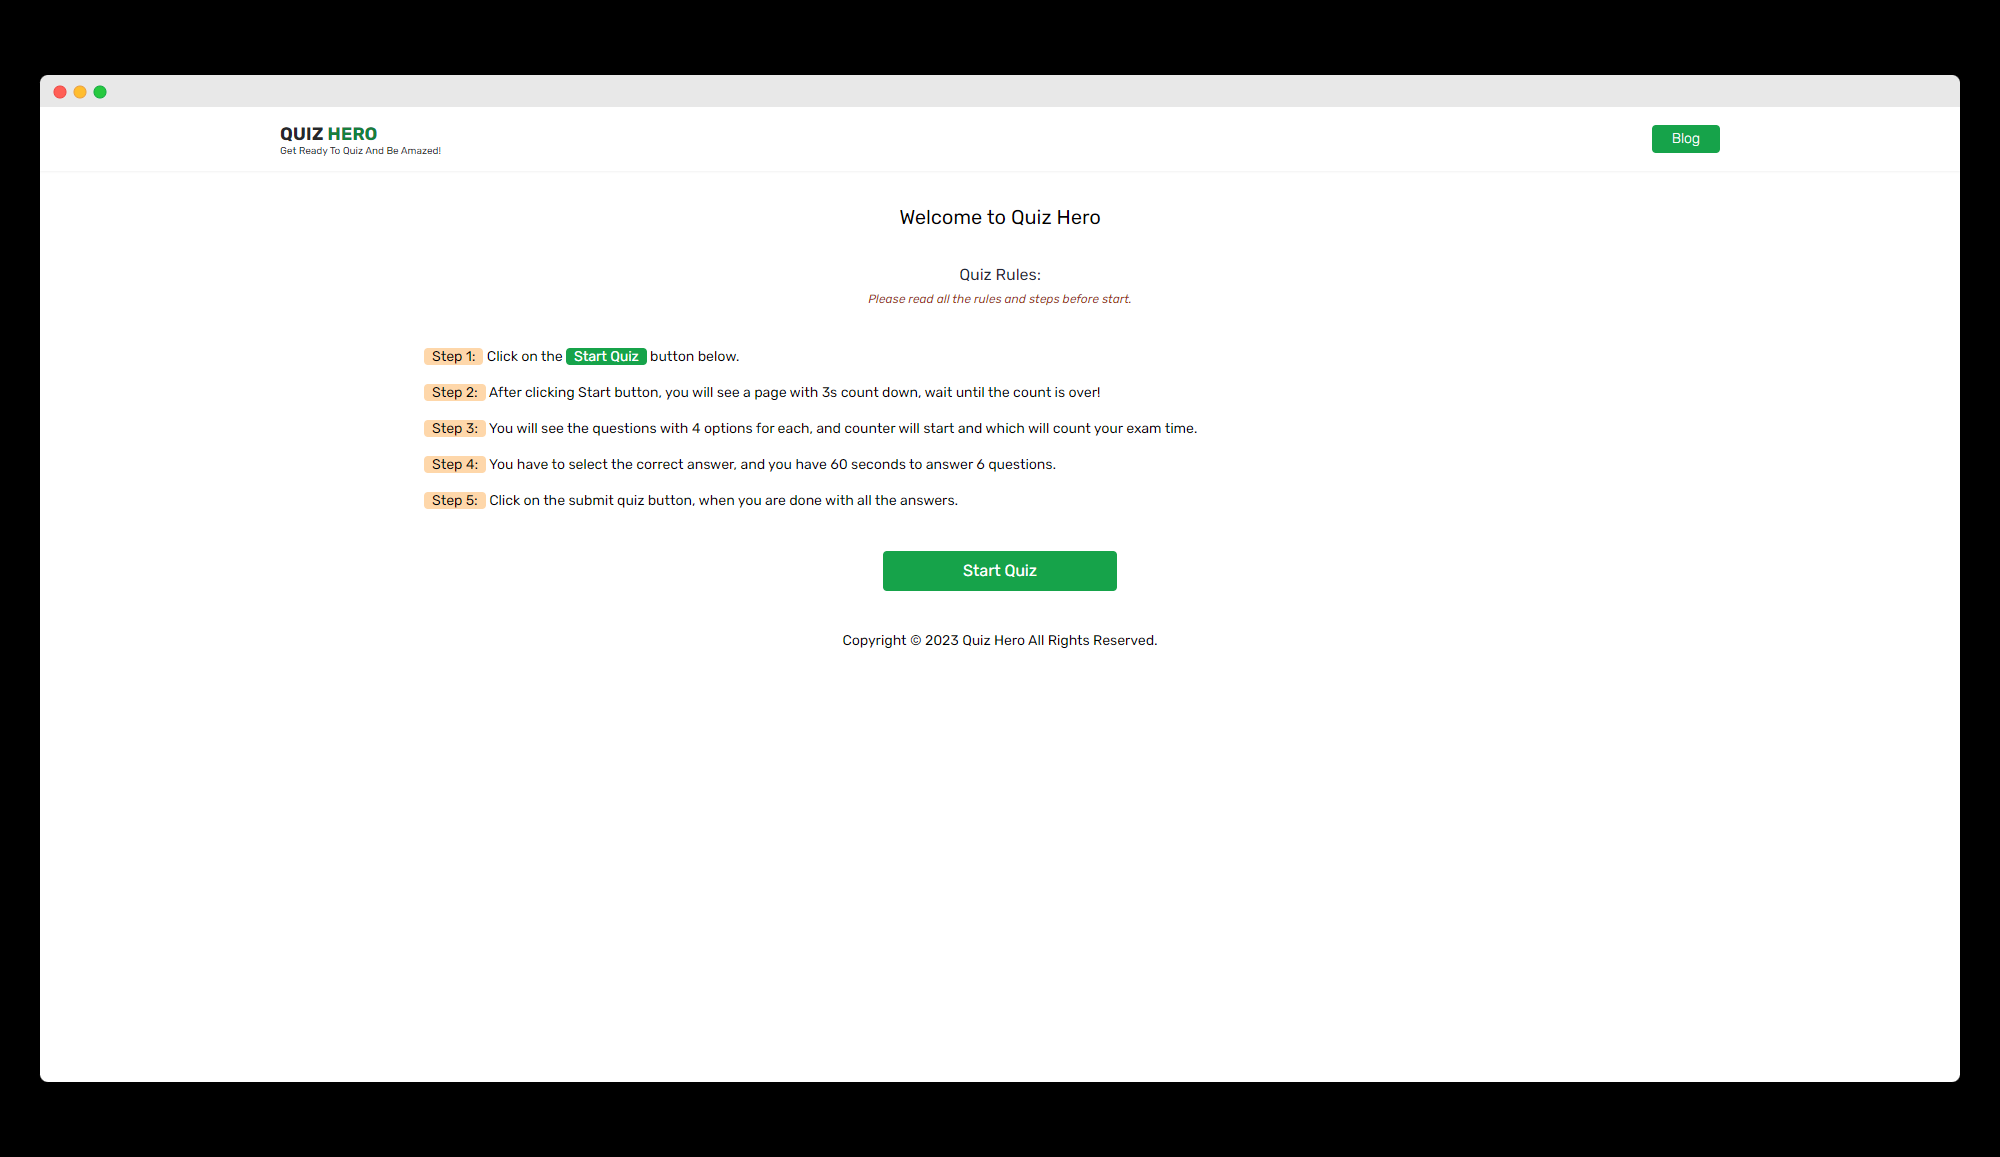 QUIZ HERO
Get Ready To Quiz And Be Amazed!
Blog
Welcome to Quiz Hero
Quiz Rules:
Please read all the rules and steps before start.
Step 1: Click on the Start Quiz button below.
Step 2: After clicking Start button, you will see a page with 3s count down, wait until the count is over!
Step 3: You will see the questions with 4 options for each, and counter will start and which will count your exam time.
Step 4: You have to select the correct answer, and you have 60 seconds to answer 6 questions.
Step 5: Click on the submit quiz button, when you are done with all the answers.
Start Quiz
Copyright © 2023 Quiz Hero All Rights Reserved.